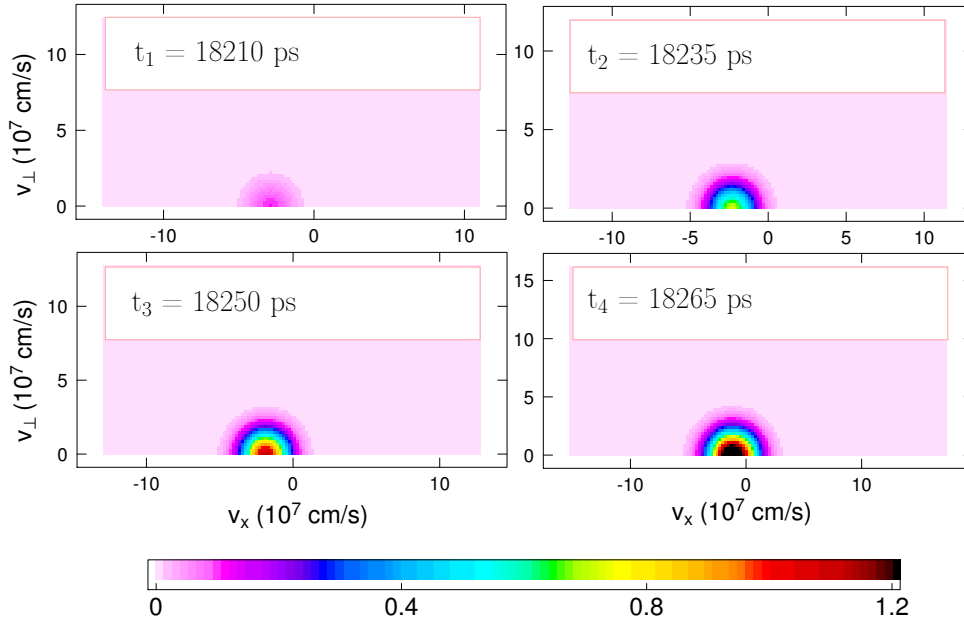 t₁ = 18210 ps
v⊥ (10⁷ cm/s)
10
5
0
-10 0 10
t₂ = 18235 ps
10
5
0
-10 -5 0 5 10
t₃ = 18250 ps
v⊥ (10⁷ cm/s)
10
5
0
-10 0 10
vₓ (10⁷ cm/s)
t₄ = 18265 ps
15
10
5
0
-10 0 10
vₓ (10⁷ cm/s)
0 0.4 0.8 1.2